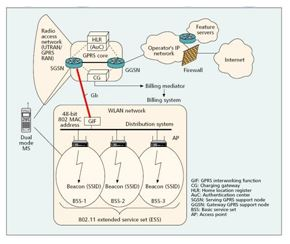 Radio
access
network
(UTRAN/
GPRS
RAN)
HLR
(AuC)
GPRS core
SGSN
GGSN
CG
Operator's IP
network
Feature
servers
Firewall
Internet
Billing mediator
Billing system
Gb
WLAN network
48-bit
802 MAC
address
GIF
Distribution system
AP
Dual
mode
MS
Beacon (SSID)
Beacon (SSID)
Beacon (SSID)
BSS-1
BSS-2
BSS-3
802.11 extended service set (ESS)
GIF: GPRS interworking function
CG: Charging gateway
HLR: Home location register
AuC: Authentication center
SGSN: Serving GPRS support node
GGSN: Gateway GPRS support node
BSS: Basic service set
AP: Access point